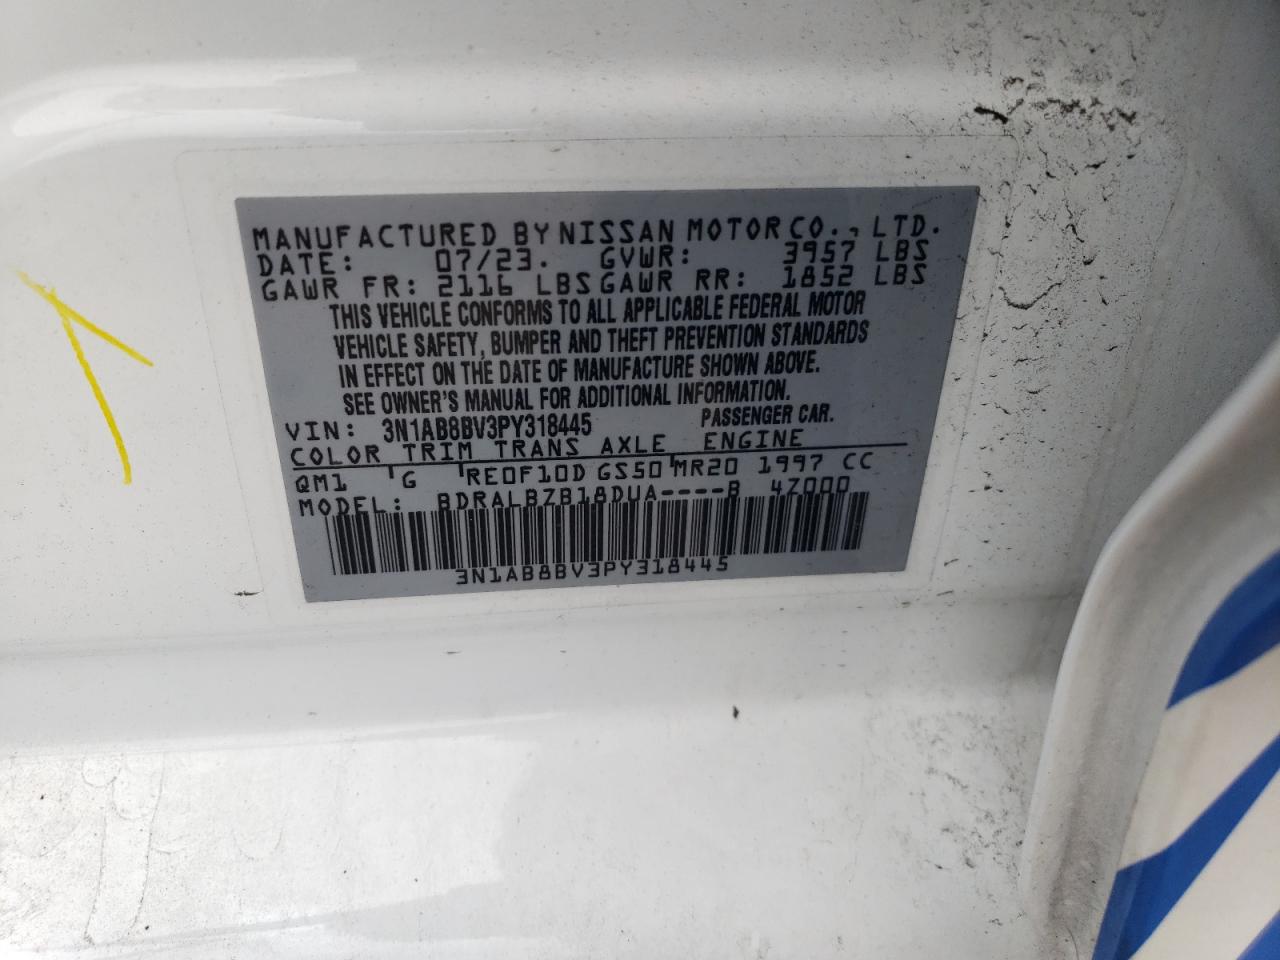 MANUFACTURED BY NISSAN MOTOR CO., LTD.
DATE: 07/23. GVWR: 3957 LBS
GAWR FR: 2116 LBS GAWR RR: 1852 LBS
THIS VEHICLE CONFORMS TO ALL APPLICABLE FEDERAL MOTOR
VEHICLE SAFETY, BUMPER AND THEFT PREVENTION STANDARDS
IN EFFECT ON THE DATE OF MANUFACTURE SHOWN ABOVE.
SEE OWNER'S MANUAL FOR ADDITIONAL INFORMATION.
VIN: 3N1AB8BV3PY318445 PASSENGER CAR.
COLOR TRIM TRANS AXLE ENGINE
QM1 'G 'RE0F10D GS50'MR20 1997 CC
MODEL: BDRALBZB18DUA----B 4Z000
3N1AB8BV3PY318445